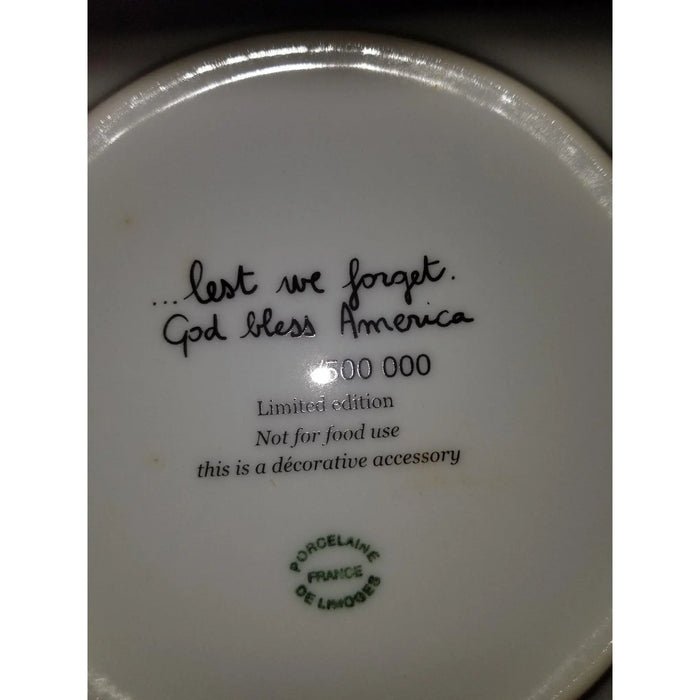 ...lest we forget.
God bless America
/500 000
Limited edition
Not for food use
this is a décorative accessory
PORCELAINE
FRANCE
DE LIMOGES